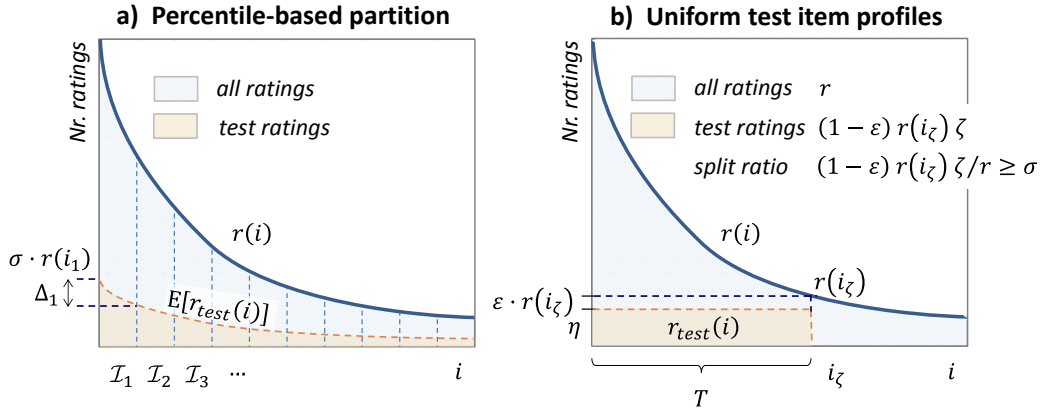 a) Percentile-based partition
Nr. ratings
all ratings
test ratings
r(i)
σ · r(i₁)
Δ₁
E[r_test(i)]
ℐ₁ ℐ₂ ℐ₃ ... i
b) Uniform test item profiles
Nr. ratings
all ratings r
test ratings (1 − ε) r(i_ζ) ζ
split ratio (1 − ε) r(i_ζ) ζ/r ≥ σ
r(i)
r(i_ζ)
ε · r(i_ζ)
η
r_test(i)
i_ζ i
T